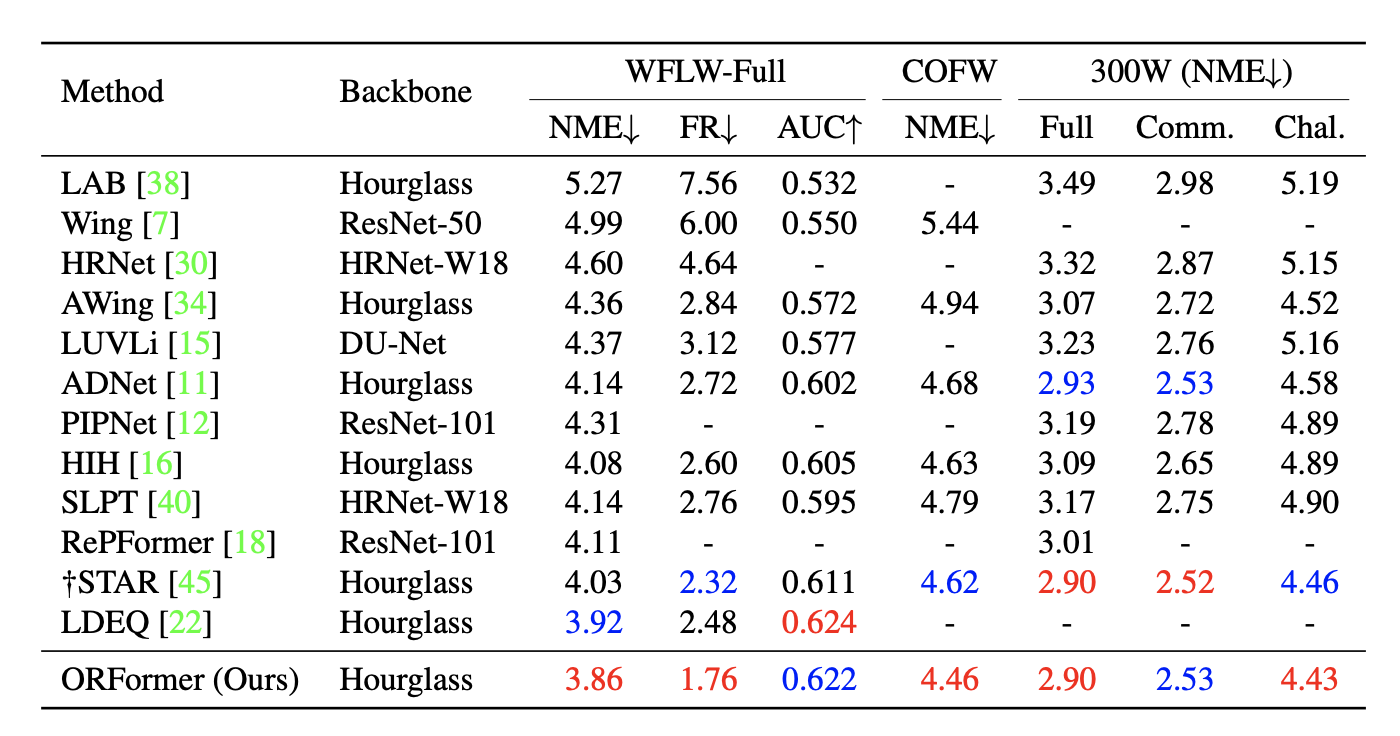 Method Backbone WFLW-Full COFW 300W (NME↓)
NME↓ FR↓ AUC↑ NME↓ Full Comm. Chal.
LAB [38] Hourglass 5.27 7.56 0.532 - 3.49 2.98 5.19
Wing [7] ResNet-50 4.99 6.00 0.550 5.44 - - -
HRNet [30] HRNet-W18 4.60 4.64 - - 3.32 2.87 5.15
AWing [34] Hourglass 4.36 2.84 0.572 4.94 3.07 2.72 4.52
LUVLi [15] DU-Net 4.37 3.12 0.577 - 3.23 2.76 5.16
ADNet [11] Hourglass 4.14 2.72 0.602 4.68 2.93 2.53 4.58
PIPNet [12] ResNet-101 4.31 - - - 3.19 2.78 4.89
HIH [16] Hourglass 4.08 2.60 0.605 4.63 3.09 2.65 4.89
SLPT [40] HRNet-W18 4.14 2.76 0.595 4.79 3.17 2.75 4.90
RePFormer [18] ResNet-101 4.11 - - - 3.01 - -
†STAR [45] Hourglass 4.03 2.32 0.611 4.62 2.90 2.52 4.46
LDEQ [22] Hourglass 3.92 2.48 0.624 - - - -
ORFormer (Ours) Hourglass 3.86 1.76 0.622 4.46 2.90 2.53 4.43